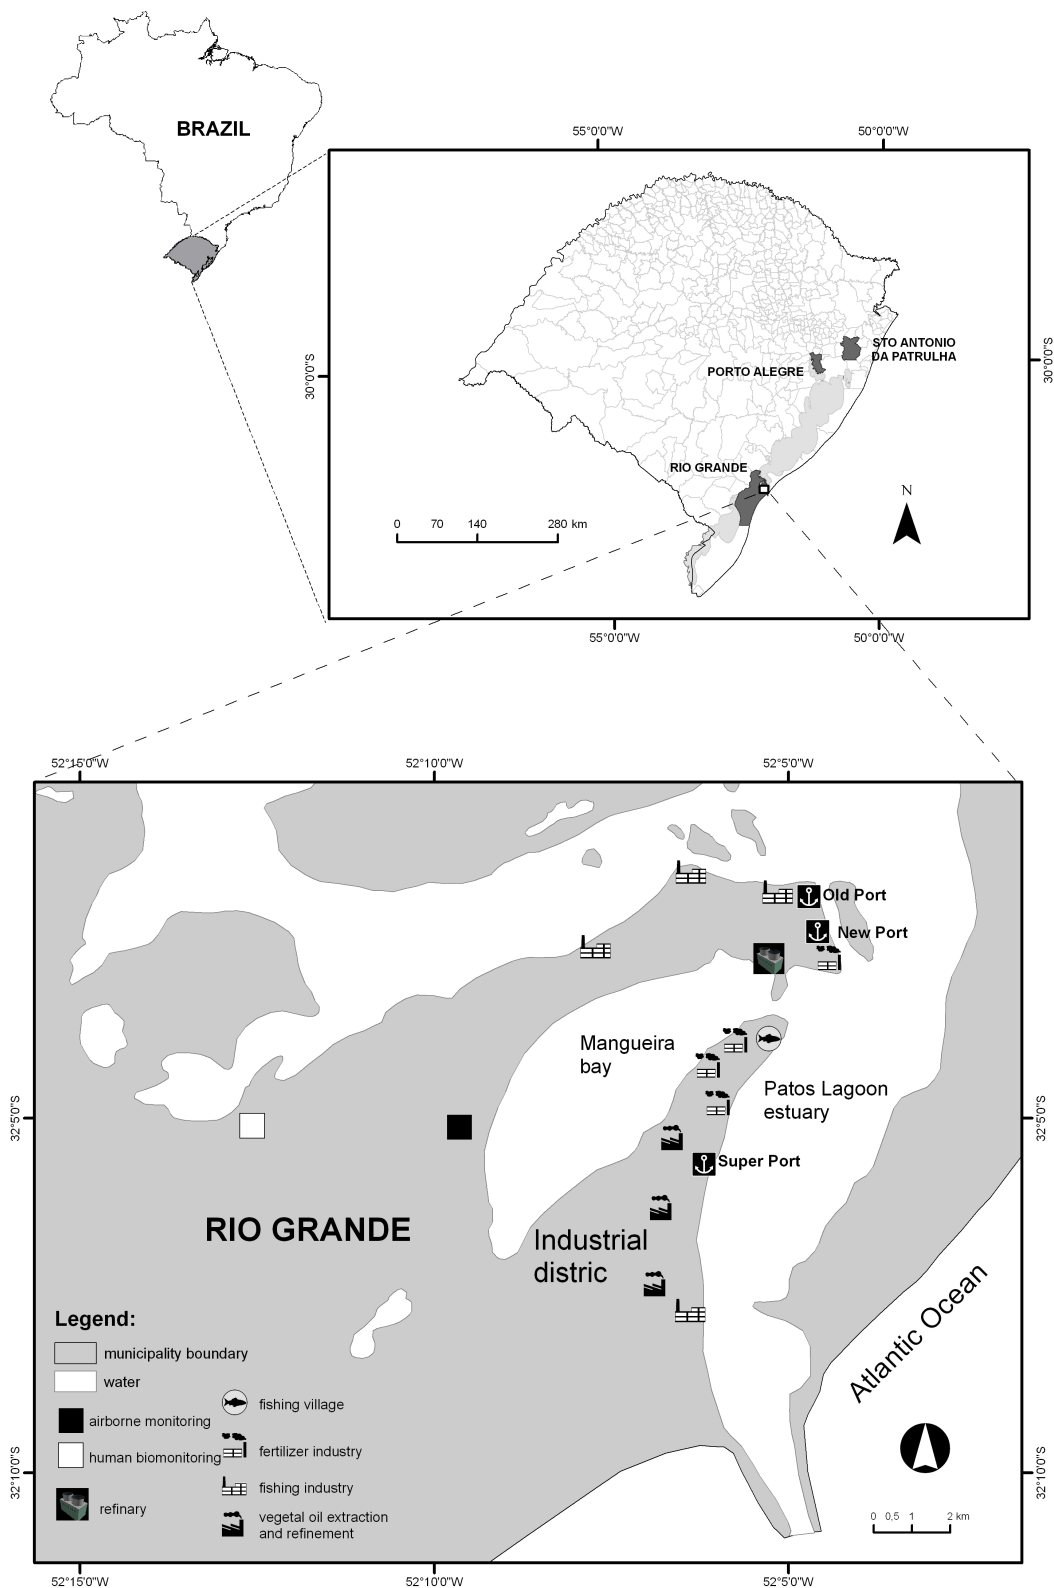 BRAZIL
55°0'0"W
50°0'0"W
30°0'0"S
30°0'0"S
STO ANTONIO
DA PATRULHA
PORTO ALEGRE
RIO GRANDE
N
0 70 140 280 km
55°0'0"W
50°0'0"W
52°15'0"W
52°10'0"W
52°5'0"W
Old Port
New Port
Mangueira
bay
Patos Lagoon
estuary
32°5'0"S
32°5'0"S
Super Port
RIO GRANDE
Industrial
distric
Atlantic Ocean
Legend:
municipality boundary
water
airborne monitoring
human biomonitoring
refinary
fishing village
fertilizer industry
fishing industry
vegetal oil extraction
and refinement
32°10'0"S
32°10'0"S
0 0,5 1 2 km
52°15'0"W
52°10'0"W
52°5'0"W